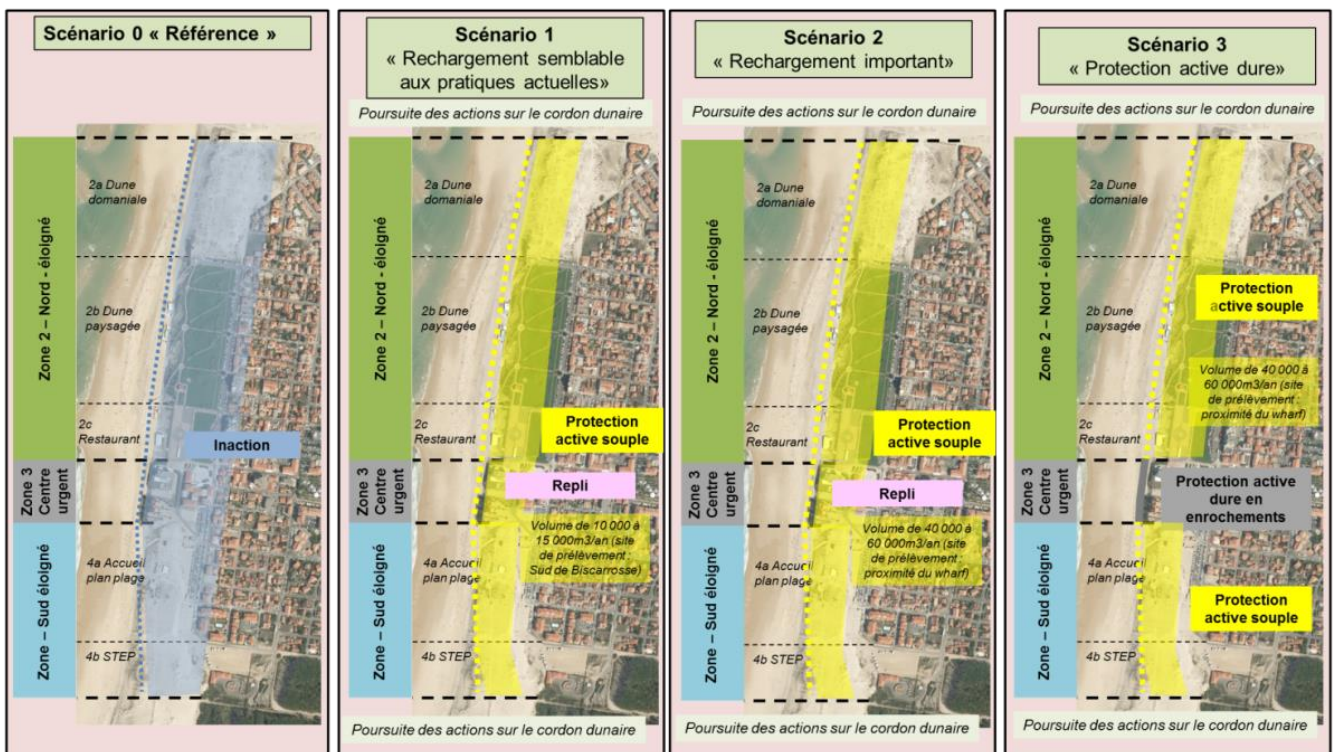 Scénario 0 « Référence »
Zone 2 – Nord - éloigné
Zone 3
Centre
urgent
Zone – Sud éloigné
2a Dune
domaniale
2b Dune
paysagée
2c
Restaurant
Inaction
4a Accueil
plan plage
4b STEP
Scénario 1
« Rechargement semblable
aux pratiques actuelles»
Poursuite des actions sur le cordon dunaire
Zone 2 – Nord - éloigné
Zone 3
Centre
urgent
Zone – Sud éloigné
2a Dune
domaniale
2b Dune
paysagée
2c
Restaurant
Protection
active souple
Repli
Volume de 10 000 à
15 000m3/an (site
de prélèvement :
Sud de Biscarrosse)
4a Accueil
plan plage
4b STEP
Poursuite des actions sur le cordon dunaire
Scénario 2
« Rechargement important»
Poursuite des actions sur le cordon dunaire
Zone 2 – Nord - éloigné
Zone 3
Centre
urgent
Zone – Sud éloigné
2a Dune
domaniale
2b Dune
paysagée
2c
Restaurant
Protection
active souple
Repli
Volume de 40 000 à
60 000m3/an (site
de prélèvement :
proximité du wharf)
4a Accueil
plan plage
4b STEP
Poursuite des actions sur le cordon dunaire
Scénario 3
« Protection active dure»
Poursuite des actions sur le cordon dunaire
Zone 2 – Nord - éloigné
Zone 3
Centre
urgent
Zone – Sud éloigné
2a Dune
domaniale
2b Dune
paysagée
Protection
active souple
Volume de 40 000 à
60 000m3/an (site
de prélèvement :
proximité du wharf)
2c
Restaurant
Protection active
dure en
enrochements
4a Accueil
plan plage
Protection
active souple
4b STEP
Poursuite des actions sur le cordon dunaire